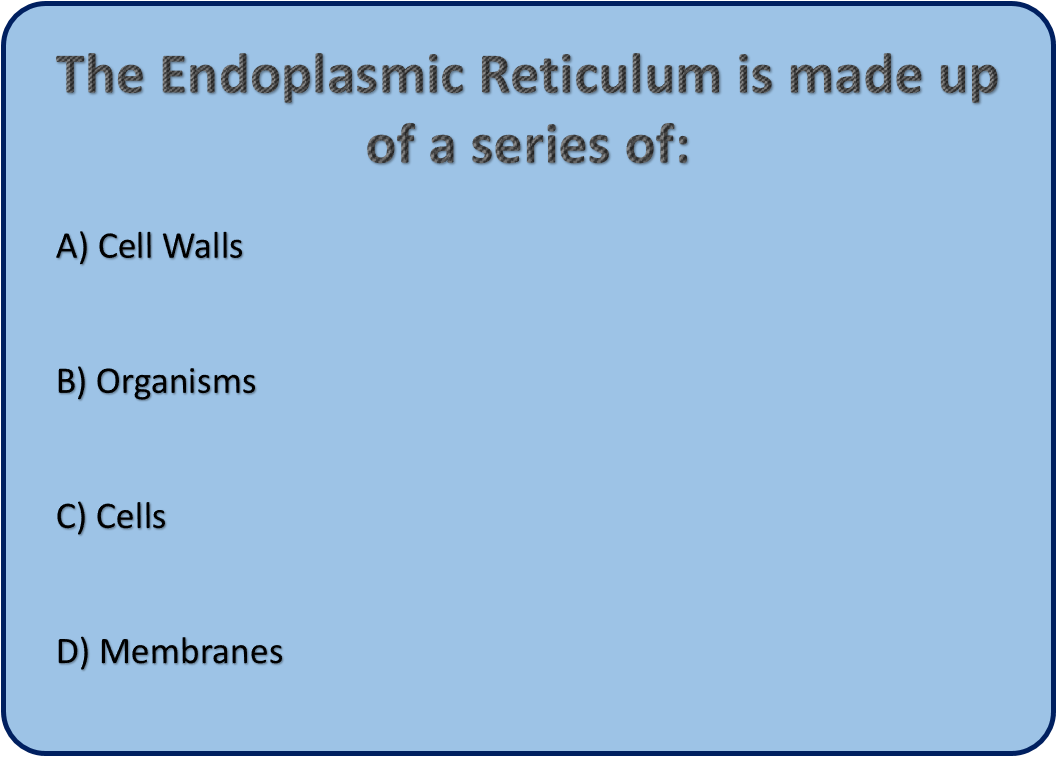 The Endoplasmic Reticulum is made up
of a series of:
A) Cell Walls
B) Organisms
C) Cells
D) Membranes